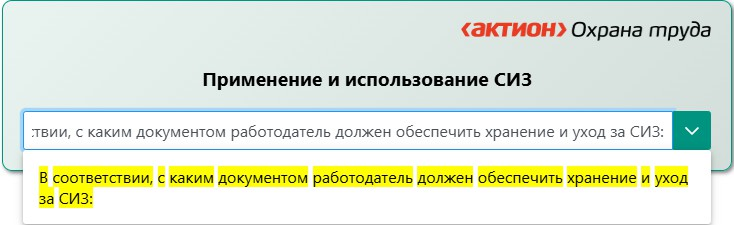 ‹актион› Охрана труда
Применение и использование СИЗ
твии, с каким документом работодатель должен обеспечить хранение и уход за СИЗ:
В соответствии, с каким документом работодатель должен обеспечить хранение и уход
за СИЗ: